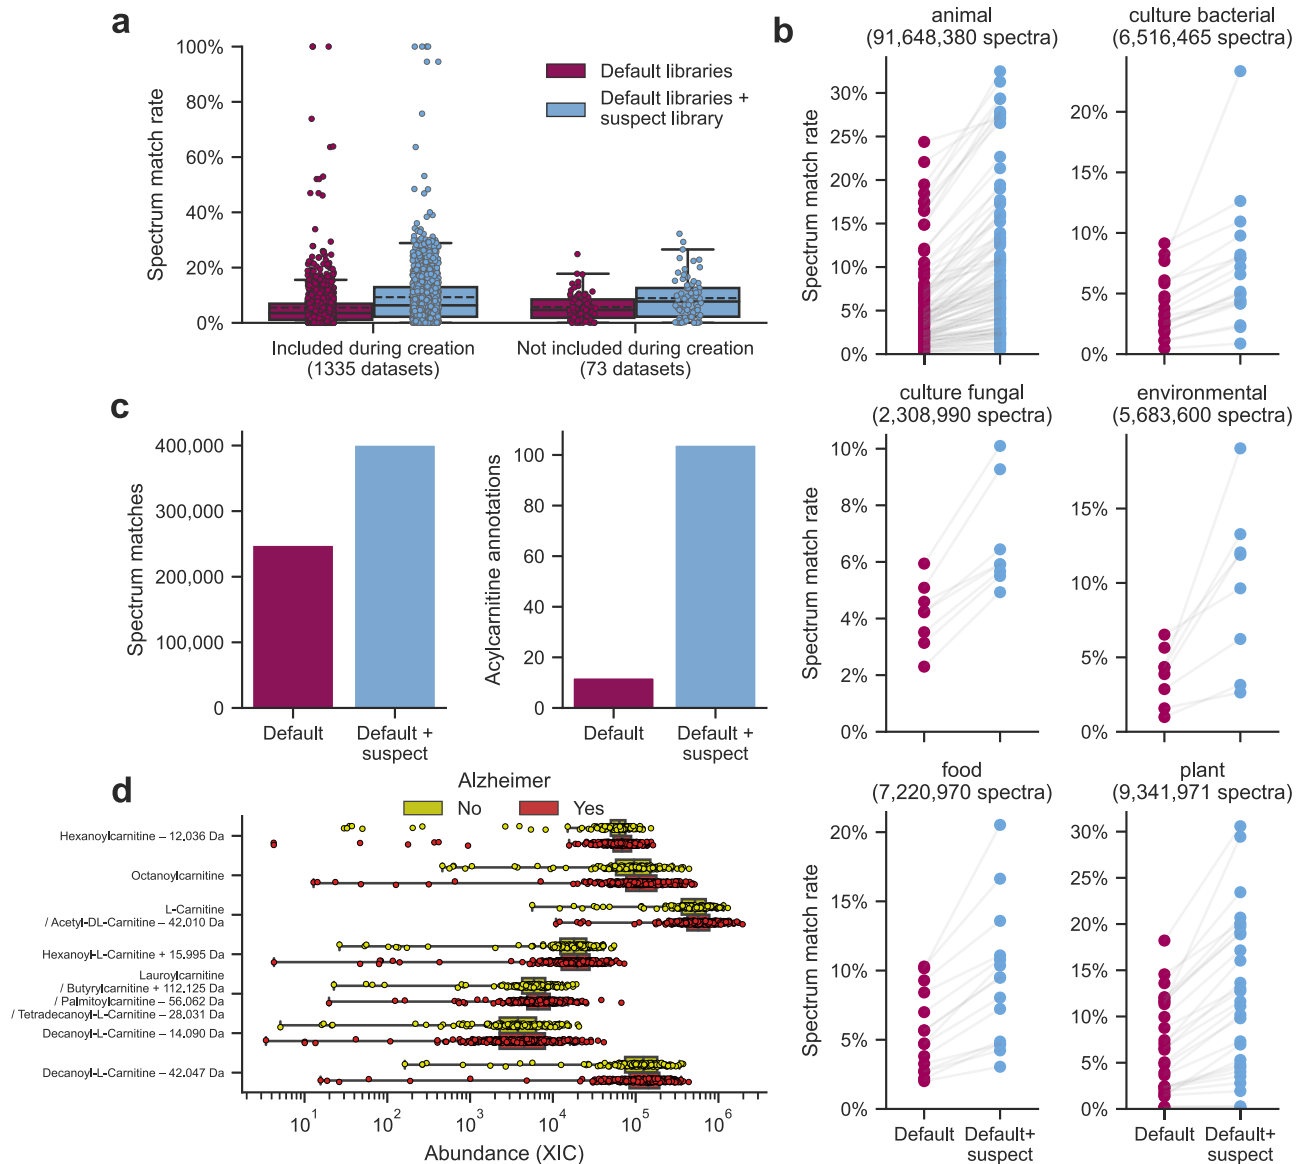 a
100%
80%
60%
40%
20%
0%
Spectrum match rate
Default libraries
Default libraries +
suspect library
Included during creation
(1335 datasets)
Not included during creation
(73 datasets)
b
animal
(91,648,380 spectra)
30%
25%
20%
15%
10%
5%
0%
Spectrum match rate
culture bacterial
(6,516,465 spectra)
20%
10%
5%
0%
culture fungal
(2,308,990 spectra)
10%
8%
6%
4%
2%
0%
Spectrum match rate
environmental
(5,683,600 spectra)
15%
10%
5%
0%
food
(7,220,970 spectra)
20%
15%
10%
5%
0%
Spectrum match rate
Default
Default+
suspect
plant
(9,341,971 spectra)
30%
25%
20%
15%
10%
5%
0%
Default
Default+
suspect
c
400,000
300,000
200,000
100,000
0
Spectrum matches
Default
Default +
suspect
100
80
60
40
20
0
Acylcarnitine annotations
Default
Default +
suspect
d
Alzheimer
No
Yes
Hexanoylcarnitine – 12.036 Da
Octanoylcarnitine
L-Carnitine
/ Acetyl-DL-Carnitine – 42.010 Da
Hexanoyl-L-Carnitine + 15.995 Da
Lauroylcarnitine
/ Butyrylcarnitine + 112.125 Da
/ Palmitoylcarnitine – 56.062 Da
/ Tetradecanoyl-L-Carnitine – 28.031 Da
Decanoyl-L-Carnitine – 14.090 Da
Decanoyl-L-Carnitine – 42.047 Da
10¹
10²
10³
10⁴
10⁵
10⁶
Abundance (XIC)